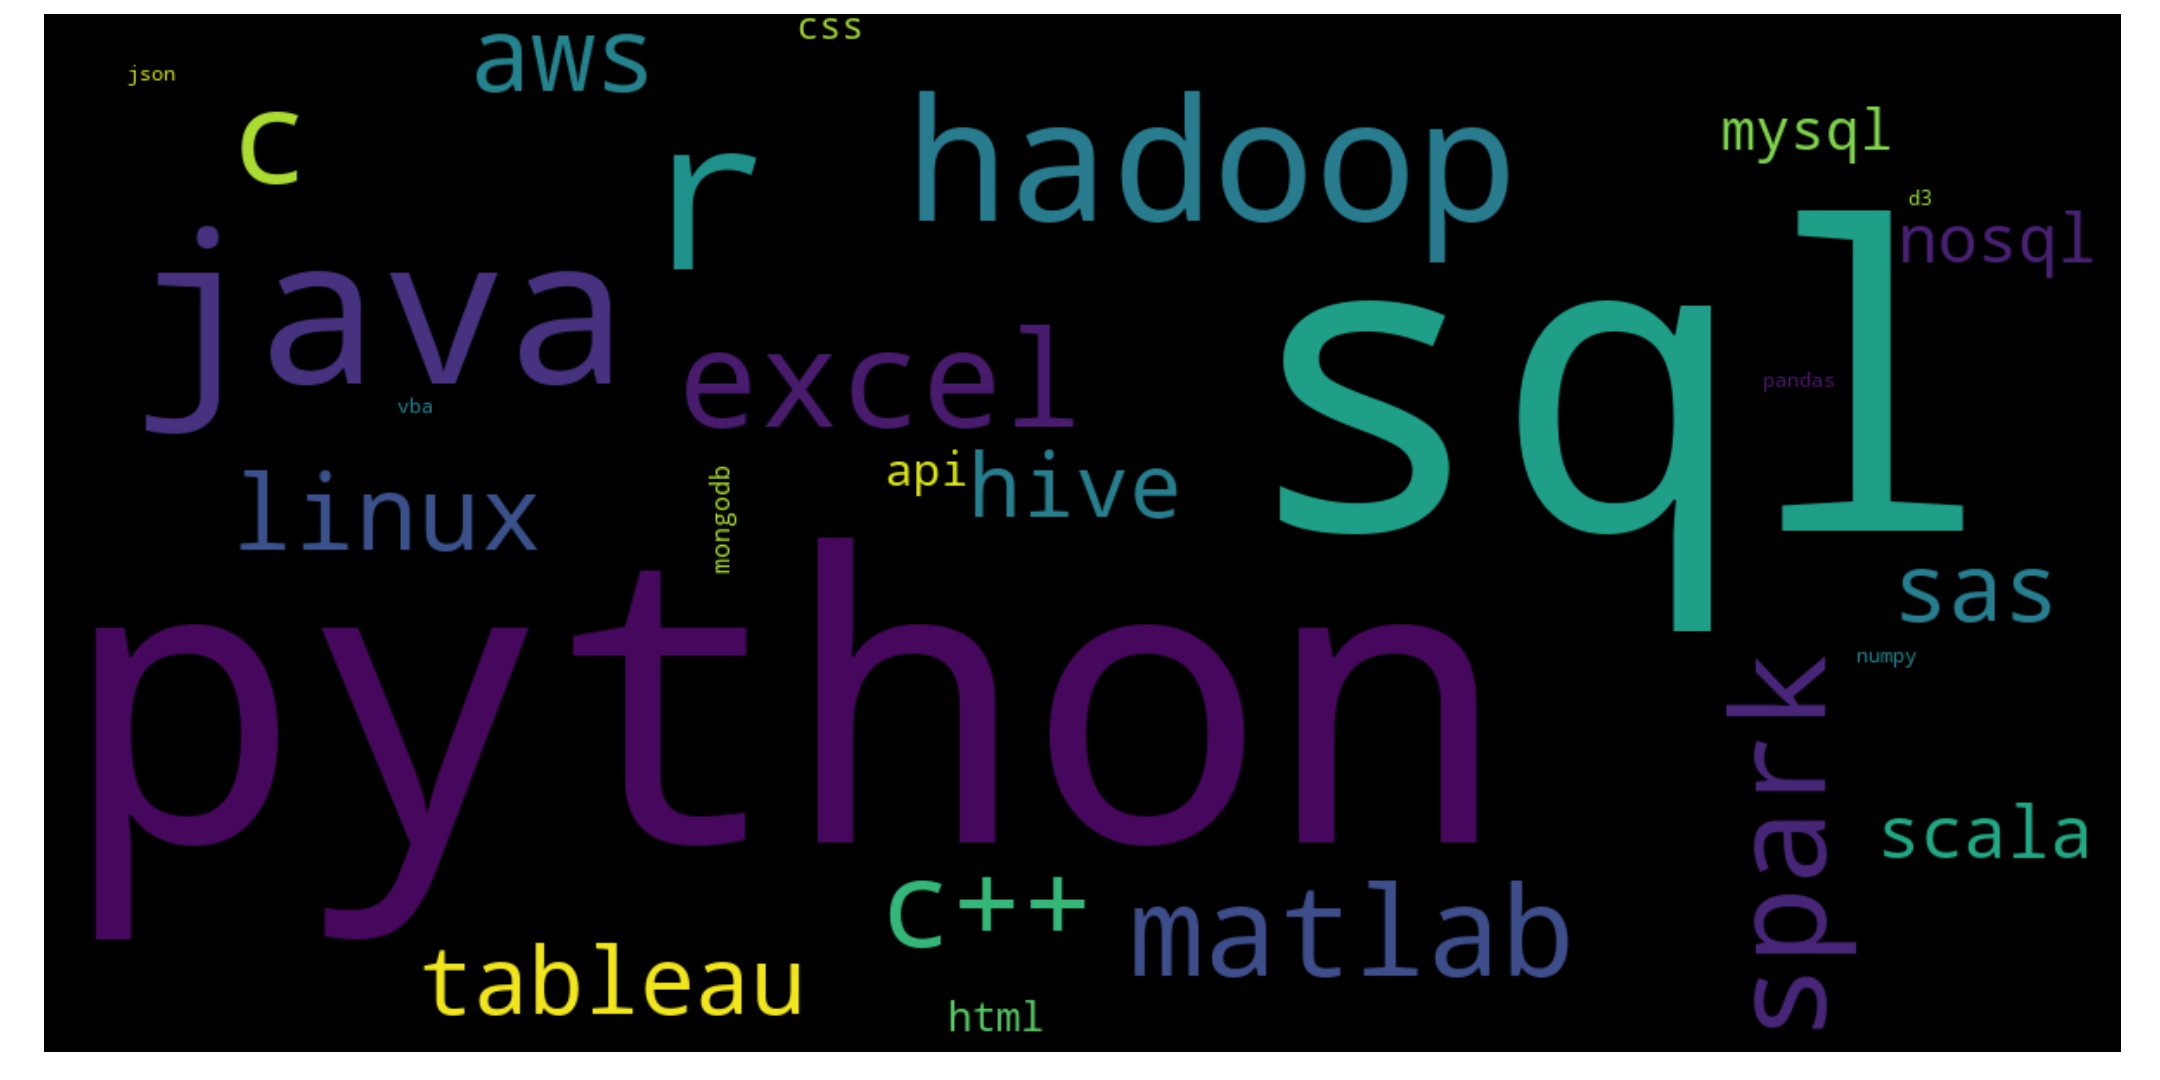 css
aws
json
c
hadoop
mysql
r
d3
nosql
java
sql
excel
pandas
vba
api
hive
linux
mongodb
sas
python
numpy
spark
scala
c++
matlab
tableau
html